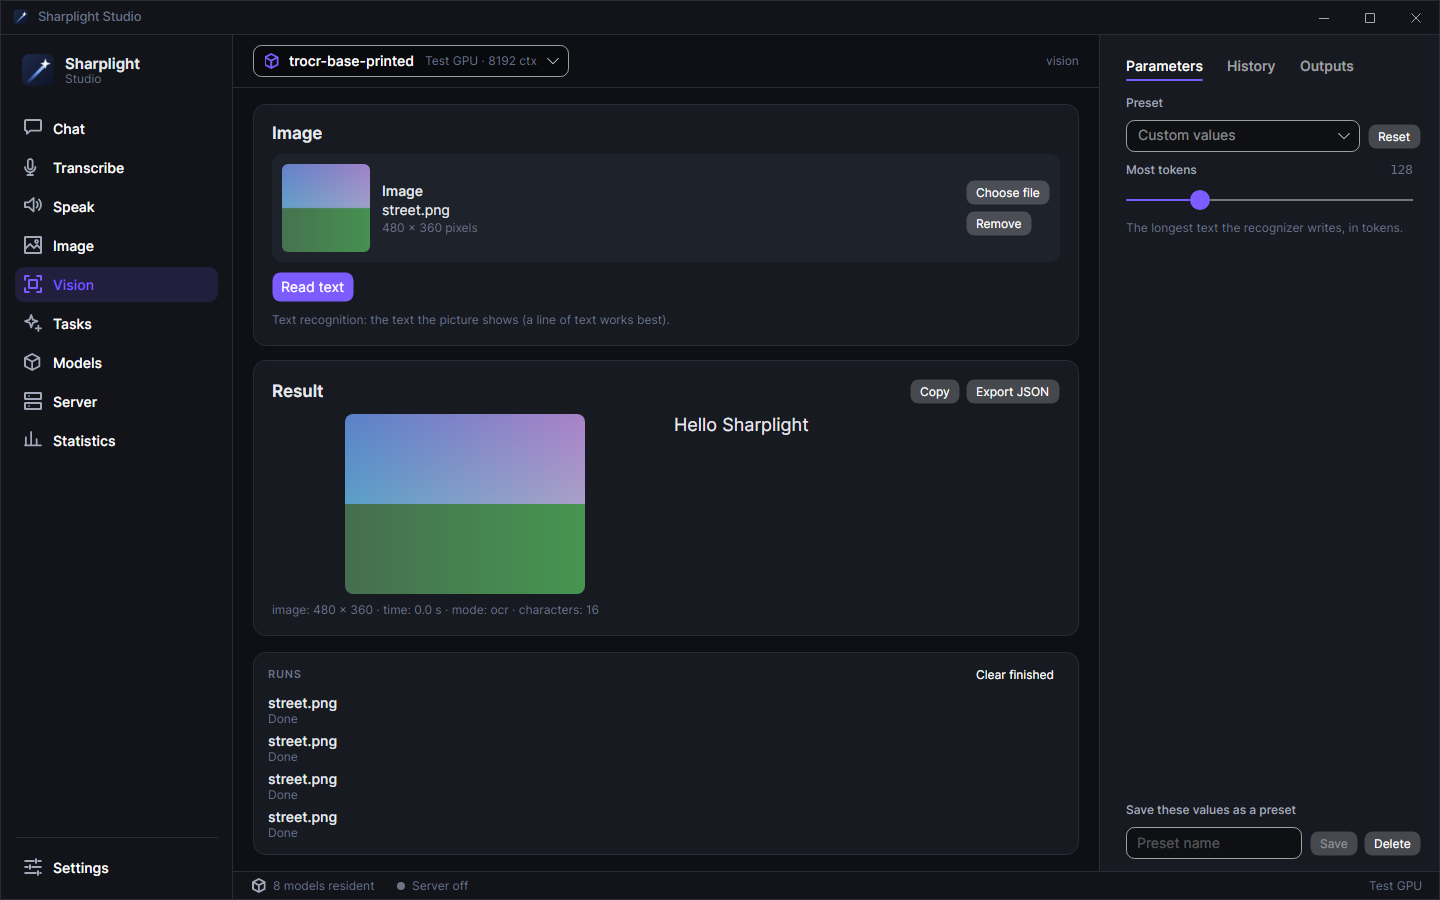 Sharplight Studio
Sharplight
Studio
Chat
Transcribe
Speak
Image
Vision
Tasks
Models
Server
Statistics
Settings
trocr-base-printed Test GPU · 8192 ctx
vision
Image
Image
street.png
480 × 360 pixels
Choose file
Remove
Read text
Text recognition: the text the picture shows (a line of text works best).
Result
Copy Export JSON
Hello Sharplight
image: 480 × 360 · time: 0.0 s · mode: ocr · characters: 16
RUNS
Clear finished
street.png
Done
street.png
Done
street.png
Done
street.png
Done
Parameters History Outputs
Preset
Custom values Reset
Most tokens 128
The longest text the recognizer writes, in tokens.
Save these values as a preset
Preset name Save Delete
8 models resident Server off Test GPU